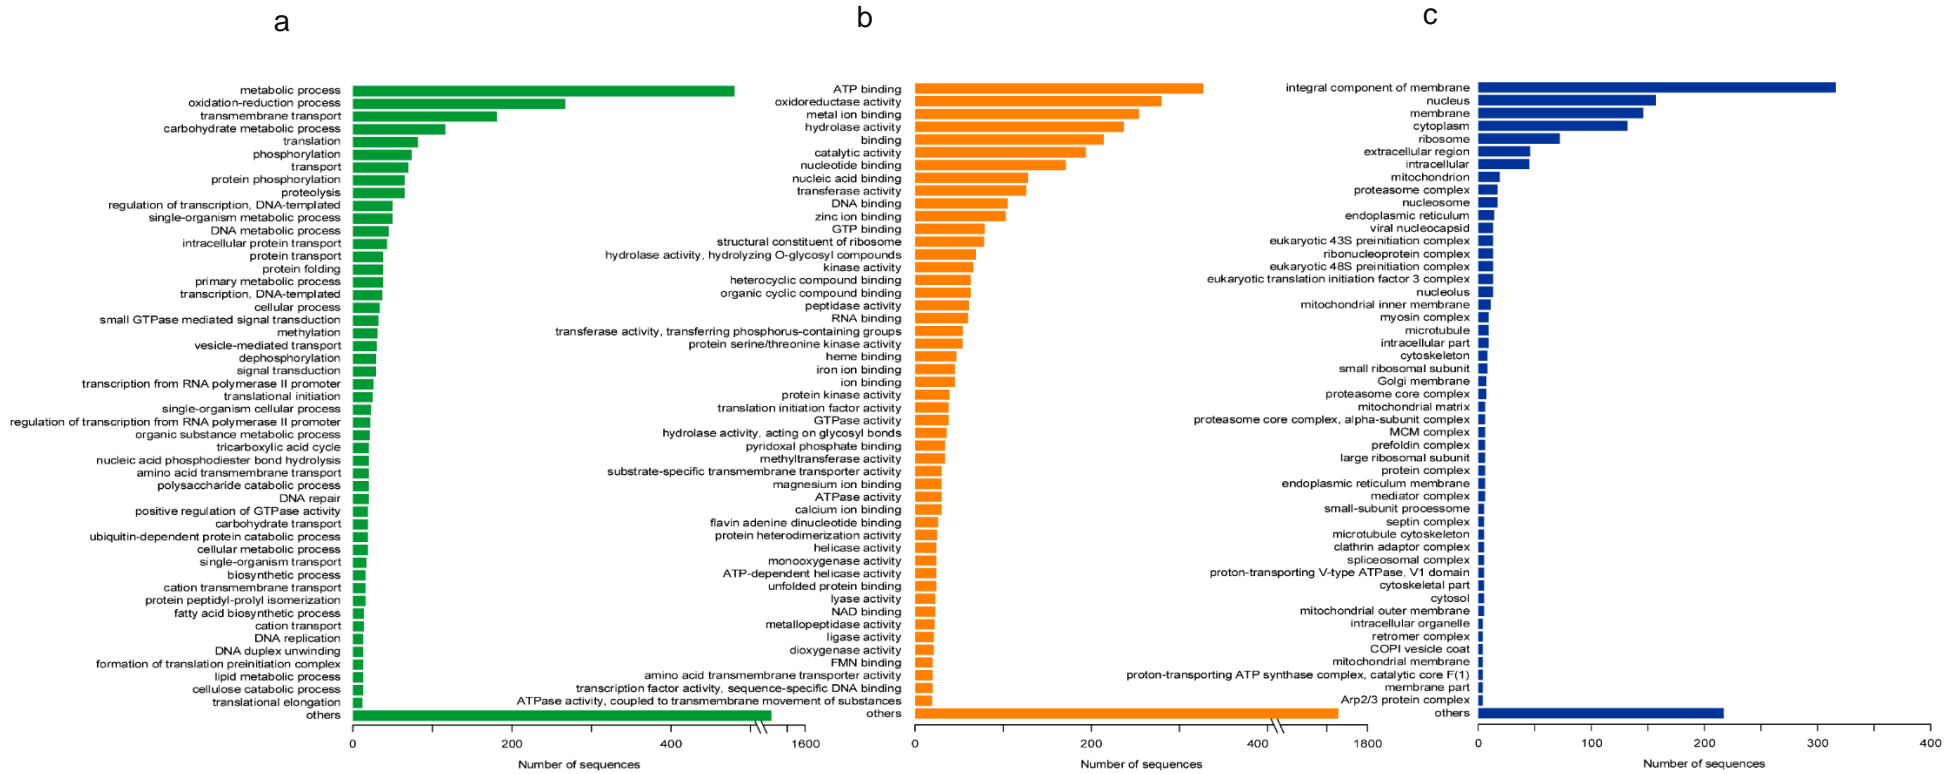 a
b
c
metabolic process
oxidation-reduction process
transmembrane transport
carbohydrate metabolic process
translation
phosphorylation
transport
protein phosphorylation
proteolysis
regulation of transcription, DNA-templated
single-organism metabolic process
DNA metabolic process
intracellular protein transport
protein transport
protein folding
primary metabolic process
transcription, DNA-templated
cellular process
small GTPase mediated signal transduction
methylation
vesicle-mediated transport
dephosphorylation
signal transduction
transcription from RNA polymerase II promoter
translational initiation
single-organism cellular process
regulation of transcription from RNA polymerase II promoter
organic substance metabolic process
tricarboxylic acid cycle
nucleic acid phosphodiester bond hydrolysis
amino acid transmembrane transport
polysaccharide catabolic process
DNA repair
positive regulation of GTPase activity
carbohydrate transport
ubiquitin-dependent protein catabolic process
cellular metabolic process
single-organism transport
biosynthetic process
cation transmembrane transport
protein peptidyl-prolyl isomerization
fatty acid biosynthetic process
cation transport
DNA replication
DNA duplex unwinding
formation of translation preinitiation complex
lipid metabolic process
cellulose catabolic process
translational elongation
others
0 200 400 1600
Number of sequences
ATP binding
oxidoreductase activity
metal ion binding
hydrolase activity
binding
catalytic activity
nucleotide binding
nucleic acid binding
transferase activity
DNA binding
zinc ion binding
GTP binding
structural constituent of ribosome
hydrolase activity, hydrolyzing O-glycosyl compounds
kinase activity
heterocyclic compound binding
organic cyclic compound binding
peptidase activity
RNA binding
transferase activity, transferring phosphorus-containing groups
protein serine/threonine kinase activity
heme binding
iron ion binding
ion binding
protein kinase activity
translation initiation factor activity
GTPase activity
hydrolase activity, acting on glycosyl bonds
pyridoxal phosphate binding
methyltransferase activity
substrate-specific transmembrane transporter activity
magnesium ion binding
ATPase activity
calcium ion binding
flavin adenine dinucleotide binding
protein heterodimerization activity
helicase activity
monooxygenase activity
ATP-dependent helicase activity
unfolded protein binding
lyase activity
NAD binding
metallopeptidase activity
ligase activity
dioxygenase activity
FMN binding
amino acid transmembrane transporter activity
transcription factor activity, sequence-specific DNA binding
ATPase activity, coupled to transmembrane movement of substances
others
0 200 400 1800
Number of sequences
integral component of membrane
nucleus
membrane
cytoplasm
ribosome
extracellular region
intracellular
mitochondrion
proteasome complex
nucleosome
endoplasmic reticulum
viral nucleocapsid
eukaryotic 43S preinitiation complex
ribonucleoprotein complex
eukaryotic 48S preinitiation complex
eukaryotic translation initiation factor 3 complex
nucleolus
mitochondrial inner membrane
myosin complex
microtubule
intracellular part
cytoskeleton
small ribosomal subunit
Golgi membrane
proteasome core complex
mitochondrial matrix
proteasome core complex, alpha-subunit complex
MCM complex
prefoldin complex
large ribosomal subunit
protein complex
endoplasmic reticulum membrane
mediator complex
small-subunit processome
septin complex
microtubule cytoskeleton
clathrin adaptor complex
spliceosomal complex
proton-transporting V-type ATPase, V1 domain
cytoskeletal part
cytosol
mitochondrial outer membrane
intracellular organelle
retromer complex
COPI vesicle coat
mitochondrial membrane
proton-transporting ATP synthase complex, catalytic core F(1)
membrane part
Arp2/3 protein complex
others
0 100 200 300 400
Number of sequences